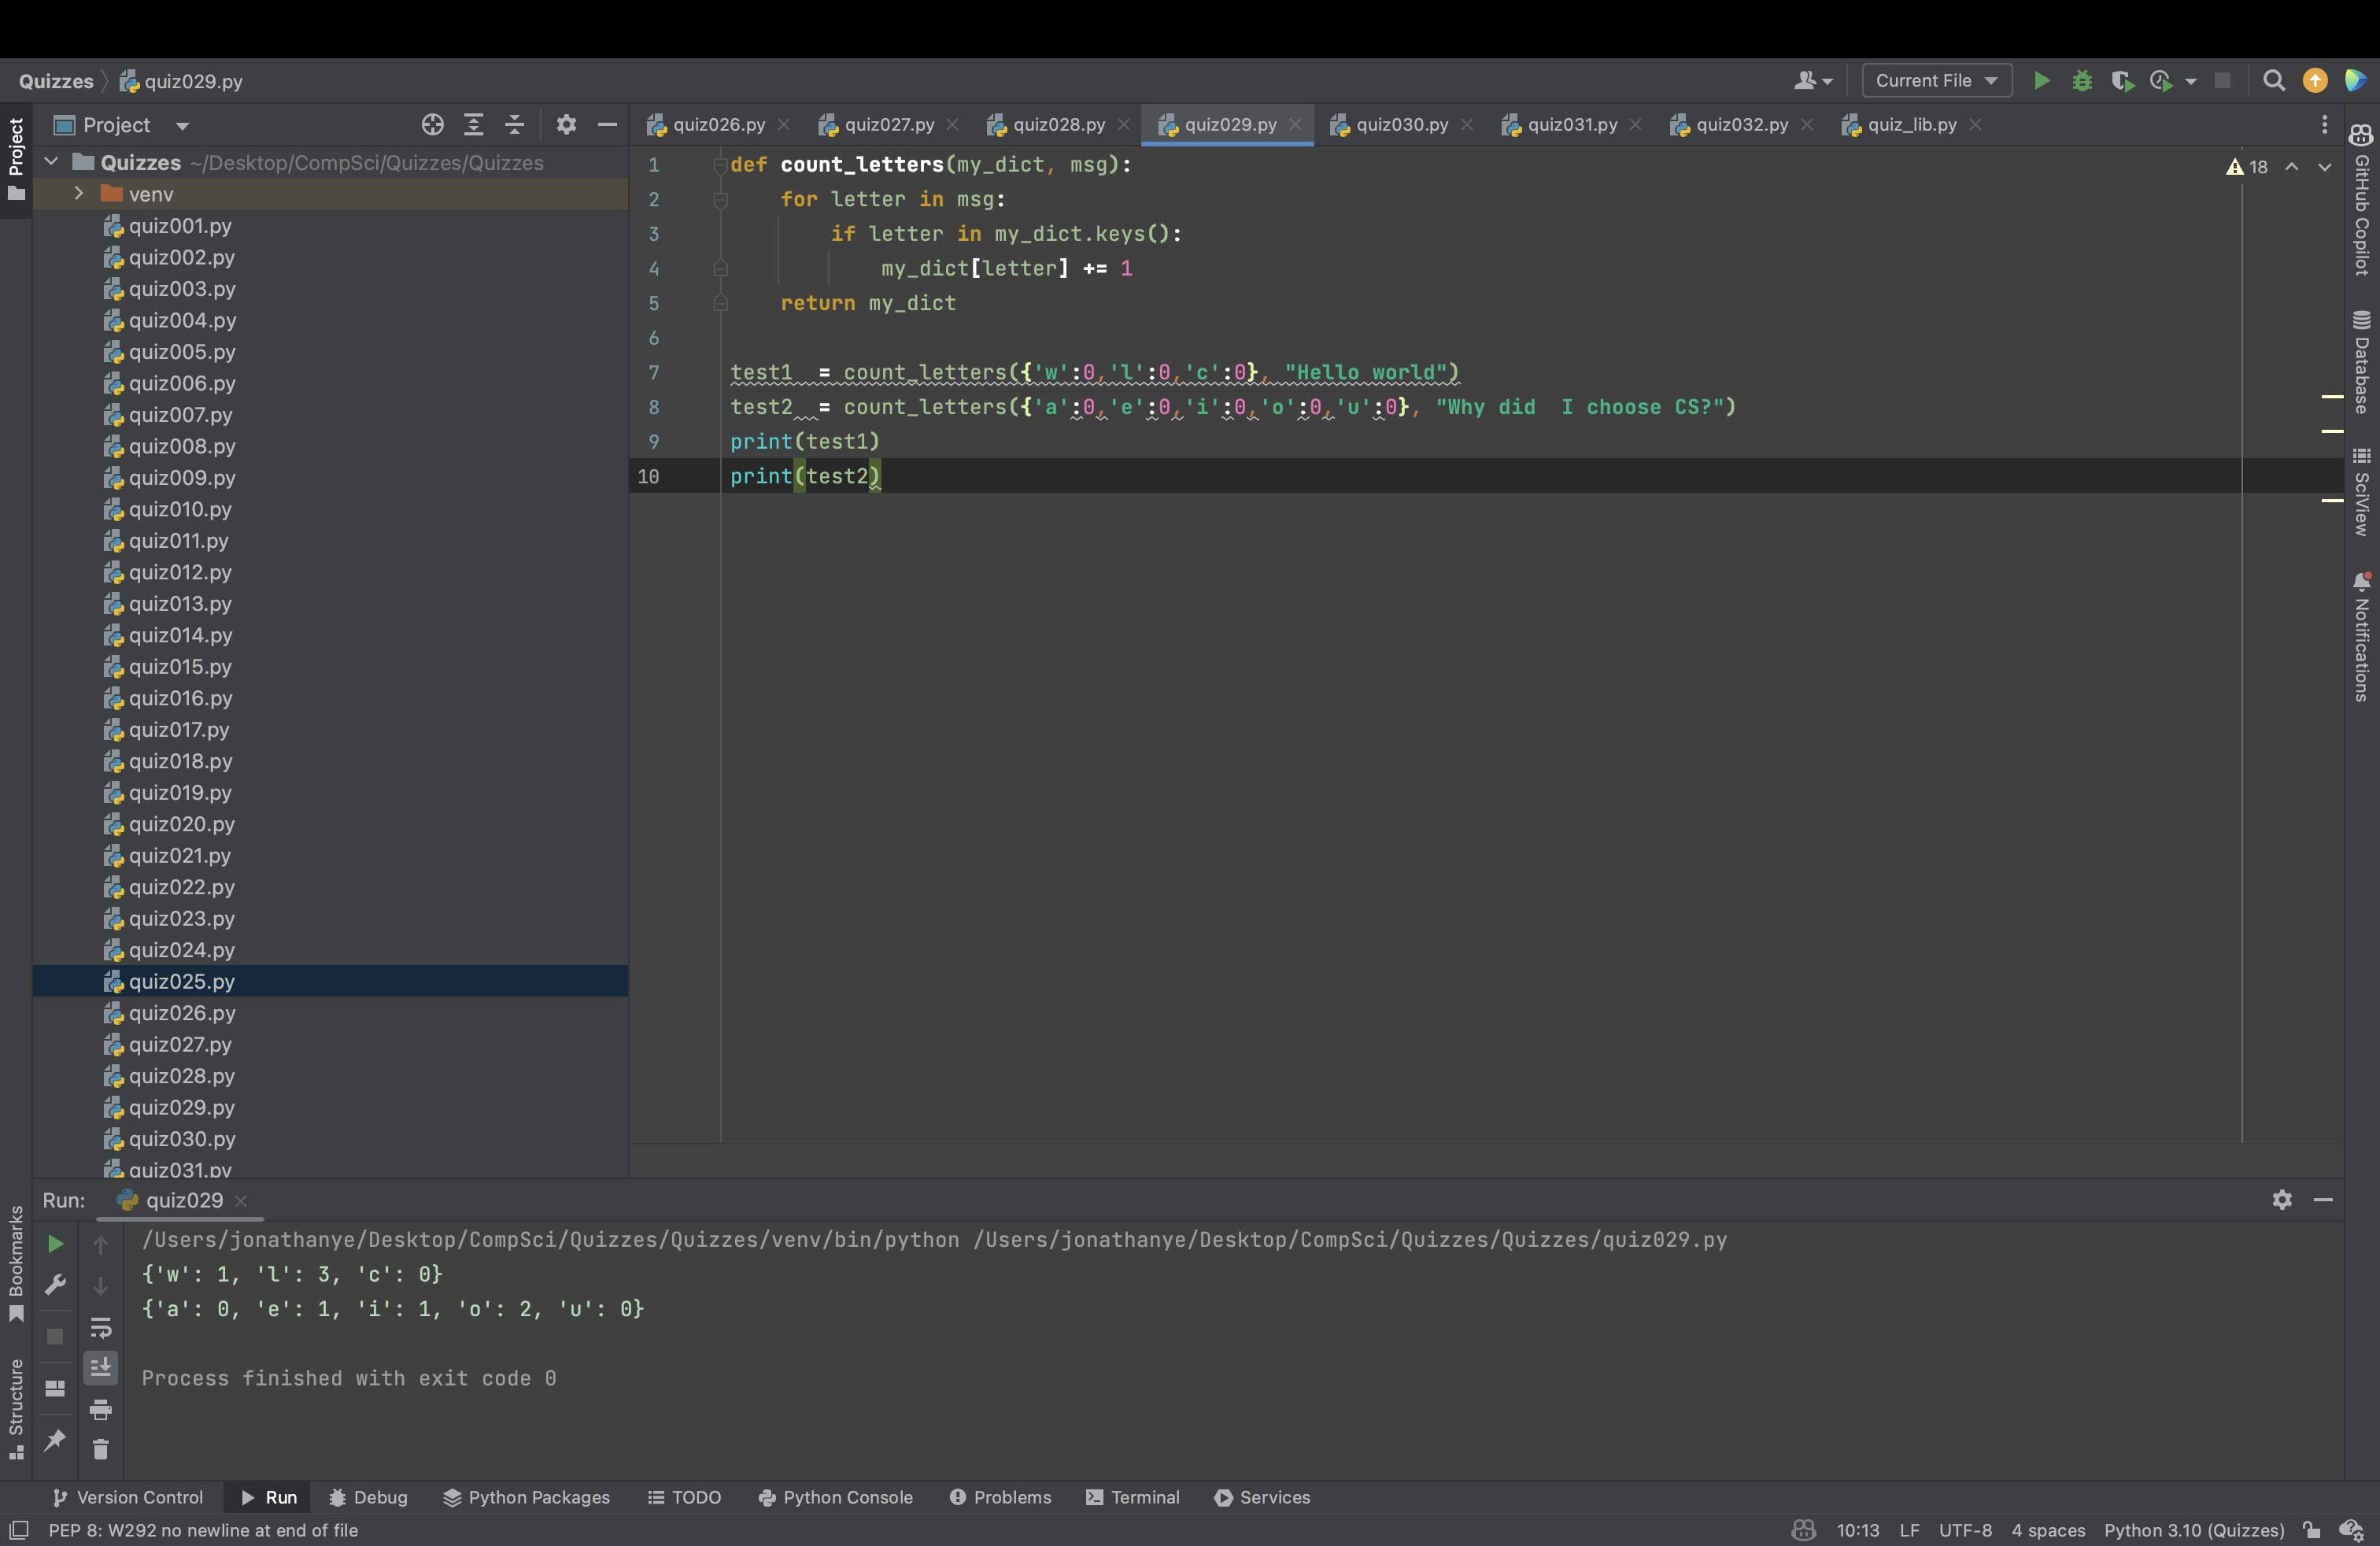 Quizzes quiz029.py
Current File
Project
Project
quiz026.py quiz027.py quiz028.py quiz029.py quiz030.py quiz031.py quiz032.py quiz_lib.py
Quizzes ~/Desktop/CompSci/Quizzes/Quizzes
venv
quiz001.py
quiz002.py
quiz003.py
quiz004.py
quiz005.py
quiz006.py
quiz007.py
quiz008.py
quiz009.py
quiz010.py
quiz011.py
quiz012.py
quiz013.py
quiz014.py
quiz015.py
quiz016.py
quiz017.py
quiz018.py
quiz019.py
quiz020.py
quiz021.py
quiz022.py
quiz023.py
quiz024.py
quiz025.py
quiz026.py
quiz027.py
quiz028.py
quiz029.py
quiz030.py
quiz031.py
1 def count_letters(my_dict, msg):
2     for letter in msg:
3         if letter in my_dict.keys():
4             my_dict[letter] += 1
5     return my_dict
6
7 test1  = count_letters({'w':0,'l':0,'c':0}, "Hello world")
8 test2  = count_letters({'a':0,'e':0,'i':0,'o':0,'u':0}, "Why did  I choose CS?")
9 print(test1)
10 print(test2)
18
GitHub Copilot
Database
SciView
Notifications
Bookmarks
Structure
Run: quiz029
/Users/jonathanye/Desktop/CompSci/Quizzes/Quizzes/venv/bin/python /Users/jonathanye/Desktop/CompSci/Quizzes/Quizzes/quiz029.py
{'w': 1, 'l': 3, 'c': 0}
{'a': 0, 'e': 1, 'i': 1, 'o': 2, 'u': 0}
Process finished with exit code 0
Version Control Run Debug Python Packages TODO Python Console Problems Terminal Services
PEP 8: W292 no newline at end of file
10:13 LF UTF-8 4 spaces Python 3.10 (Quizzes)